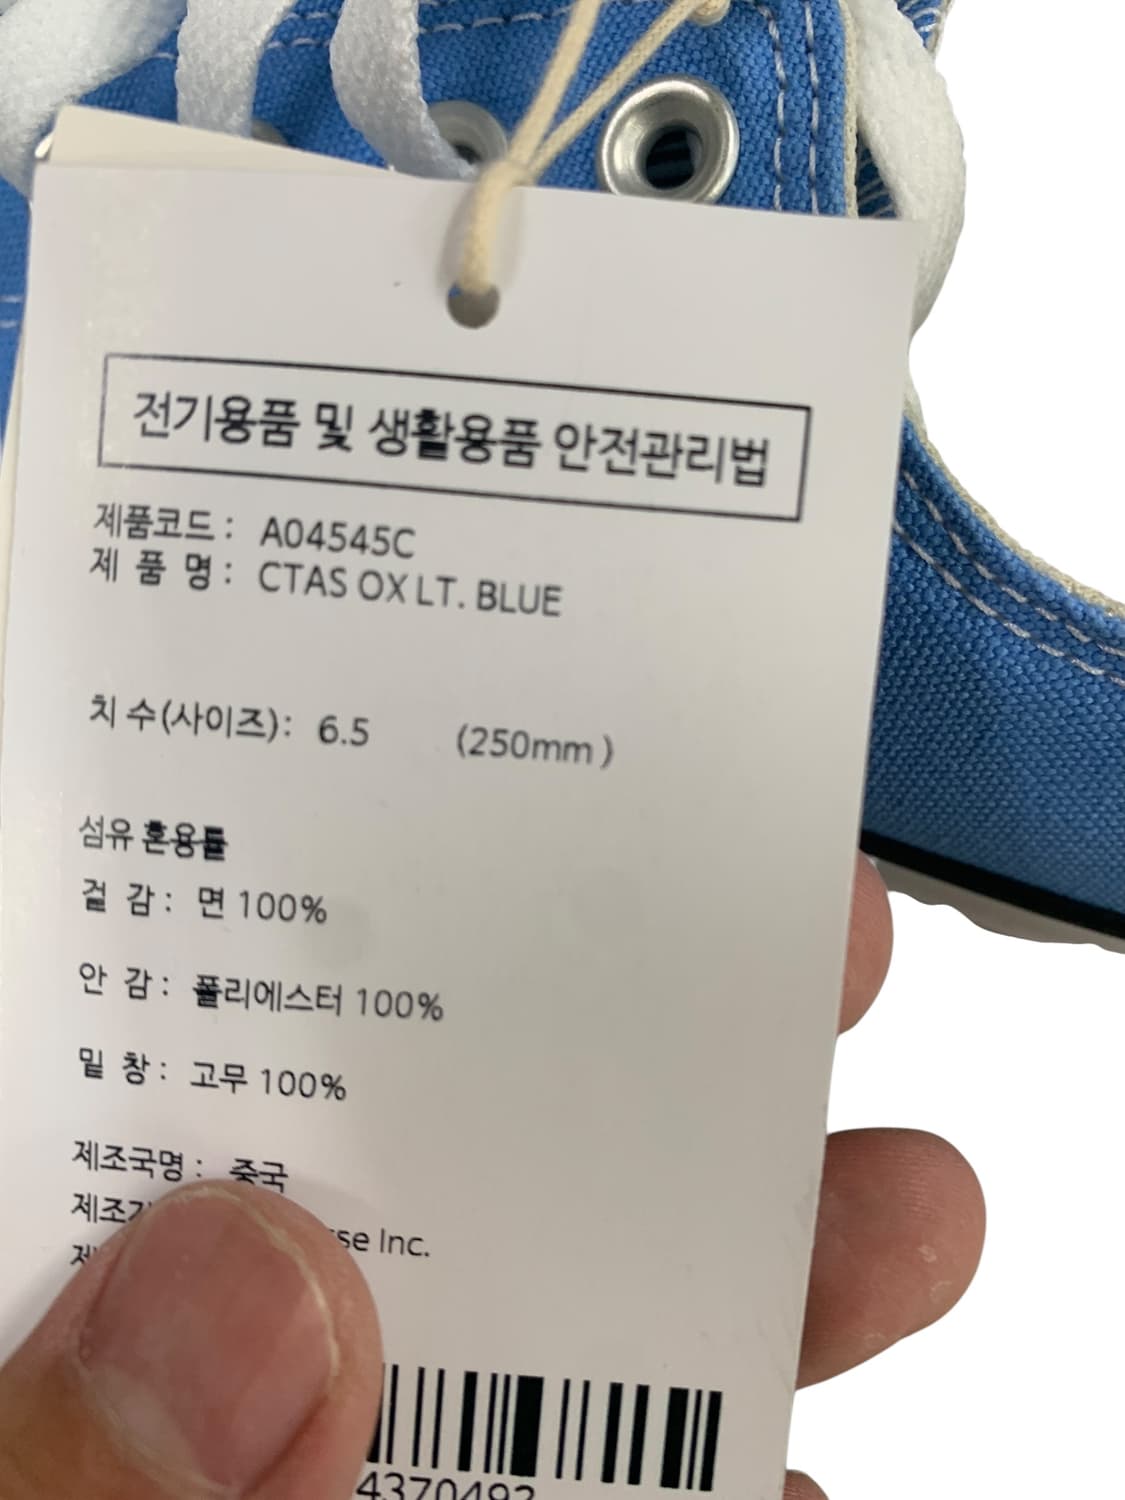 전기용품 및 생활용품 안전관리법
제품코드 : A04545C
제 품 명 : CTAS OX LT. BLUE
치 수(사이즈) : 6.5 (250mm )
섬유 혼용률
겉 감 : 면 100%
안 감 : 폴리에스터 100%
밑 창 : 고무 100%
제조국명 : 중국
Inc.
4370492